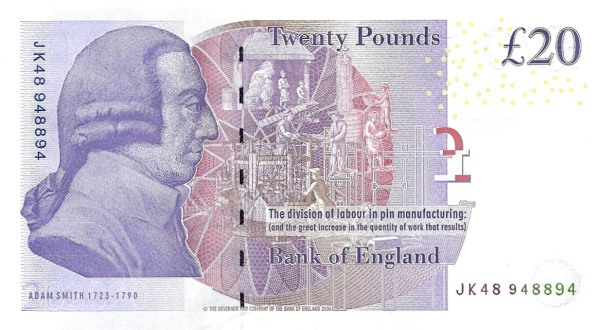 JK48 948894
Twenty Pounds
£20
The division of labour in pin manufacturing:
(and the great increase in the quantity of work that results)
Bank of England
JK48 948894
ADAM SMITH 1723-1790
© THE GOVERNOR AND COMPANY OF THE BANK OF ENGLAND 2006